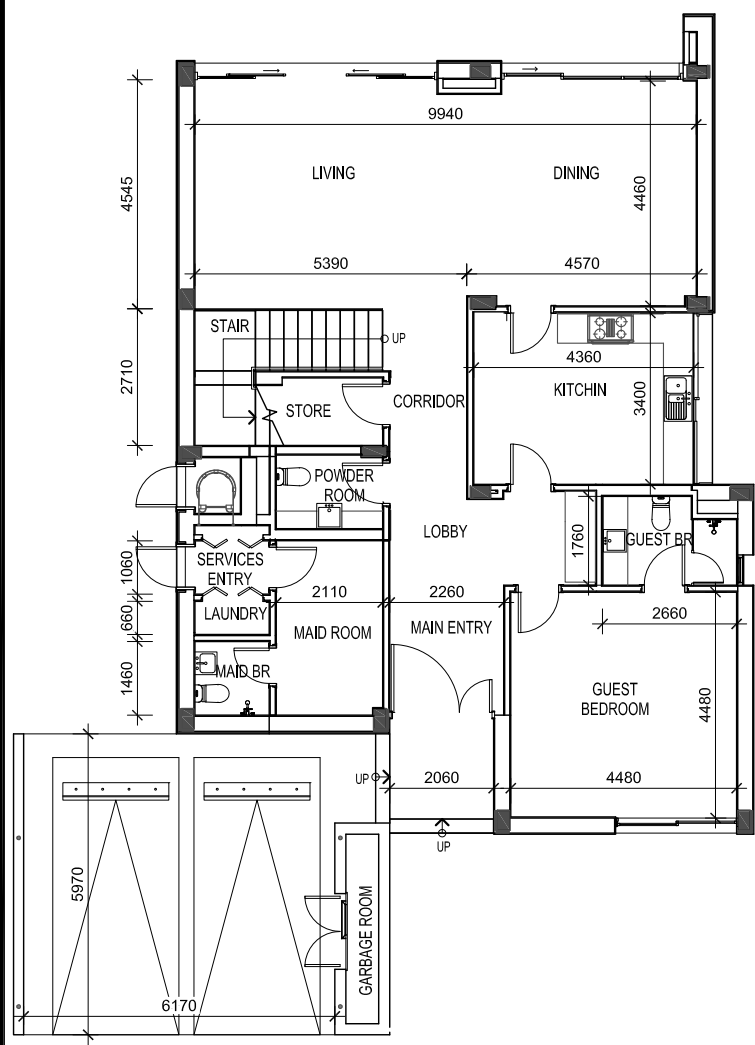 9940
LIVING
DINING
4545
4460
5390
4570
STAIR
UP
2710
4360
STORE
CORRIDOR
KITCHIN
3400
POWDER
ROOM
LOBBY
1760
GUEST BR
SERVICES
ENTRY
1060
2110
2260
2660
LAUNDRY
660
MAID ROOM
MAIN ENTRY
MAID BR
1460
GUEST
BEDROOM
4480
UP
2060
4480
UP
5970
GARBAGE ROOM
6170